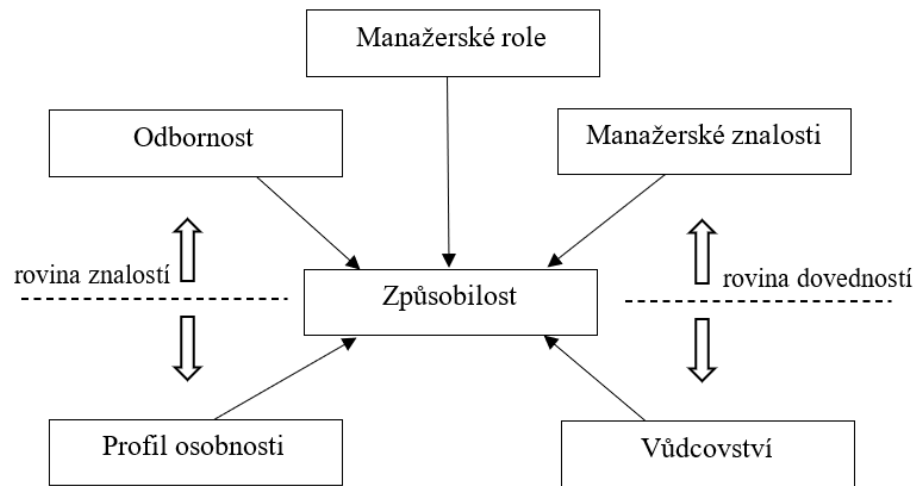 Manažerské role
Odbornost
Manažerské znalosti
rovina znalostí
rovina dovedností
Způsobilost
Profil osobnosti
Vůdcovství